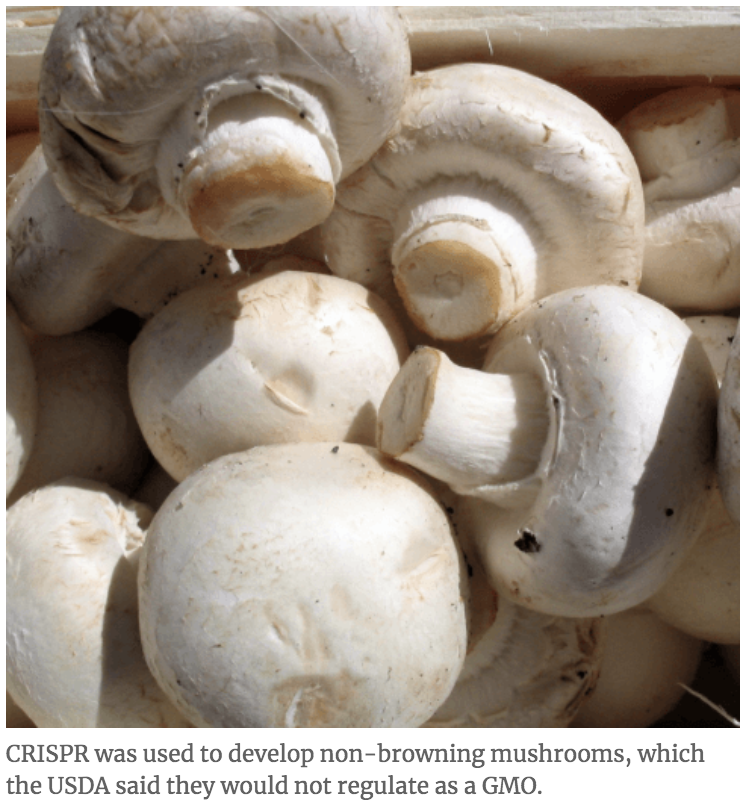 CRISPR was used to develop non-browning mushrooms, which
the USDA said they would not regulate as a GMO.